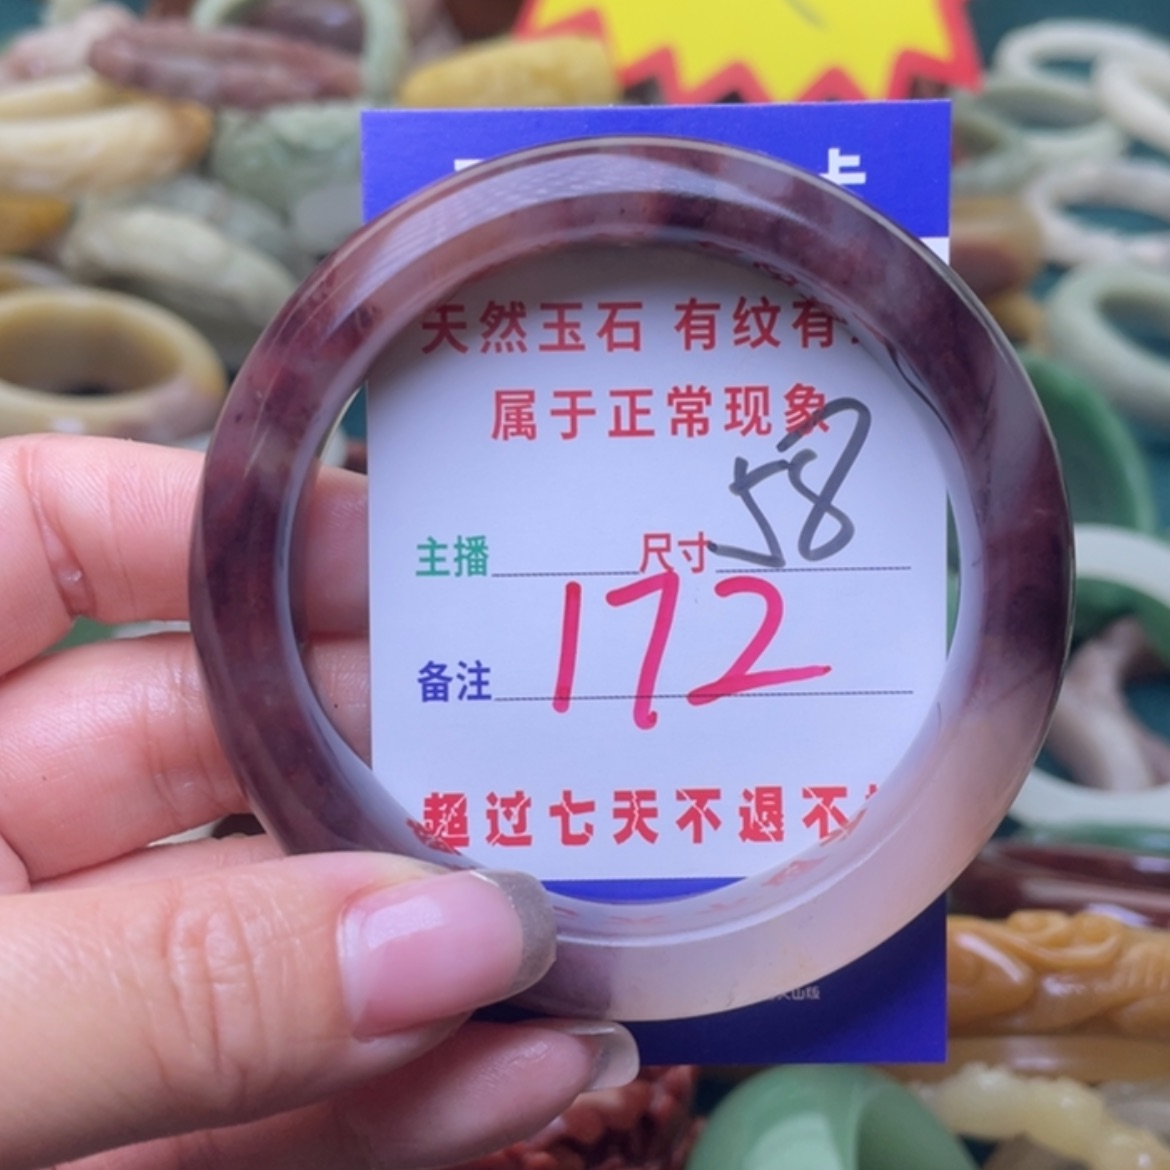 卡
天然玉石 有纹有
属于正常现象
主播 尺寸 58
备注 172
超过七天不退不